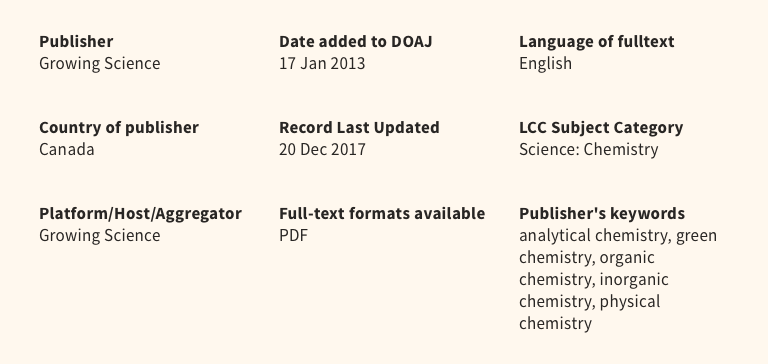 Publisher
Growing Science
Date added to DOAJ
17 Jan 2013
Language of fulltext
English
Country of publisher
Canada
Record Last Updated
20 Dec 2017
LCC Subject Category
Science: Chemistry
Platform/Host/Aggregator
Growing Science
Full-text formats available
PDF
Publisher's keywords
analytical chemistry, green
chemistry, organic
chemistry, inorganic
chemistry, physical
chemistry